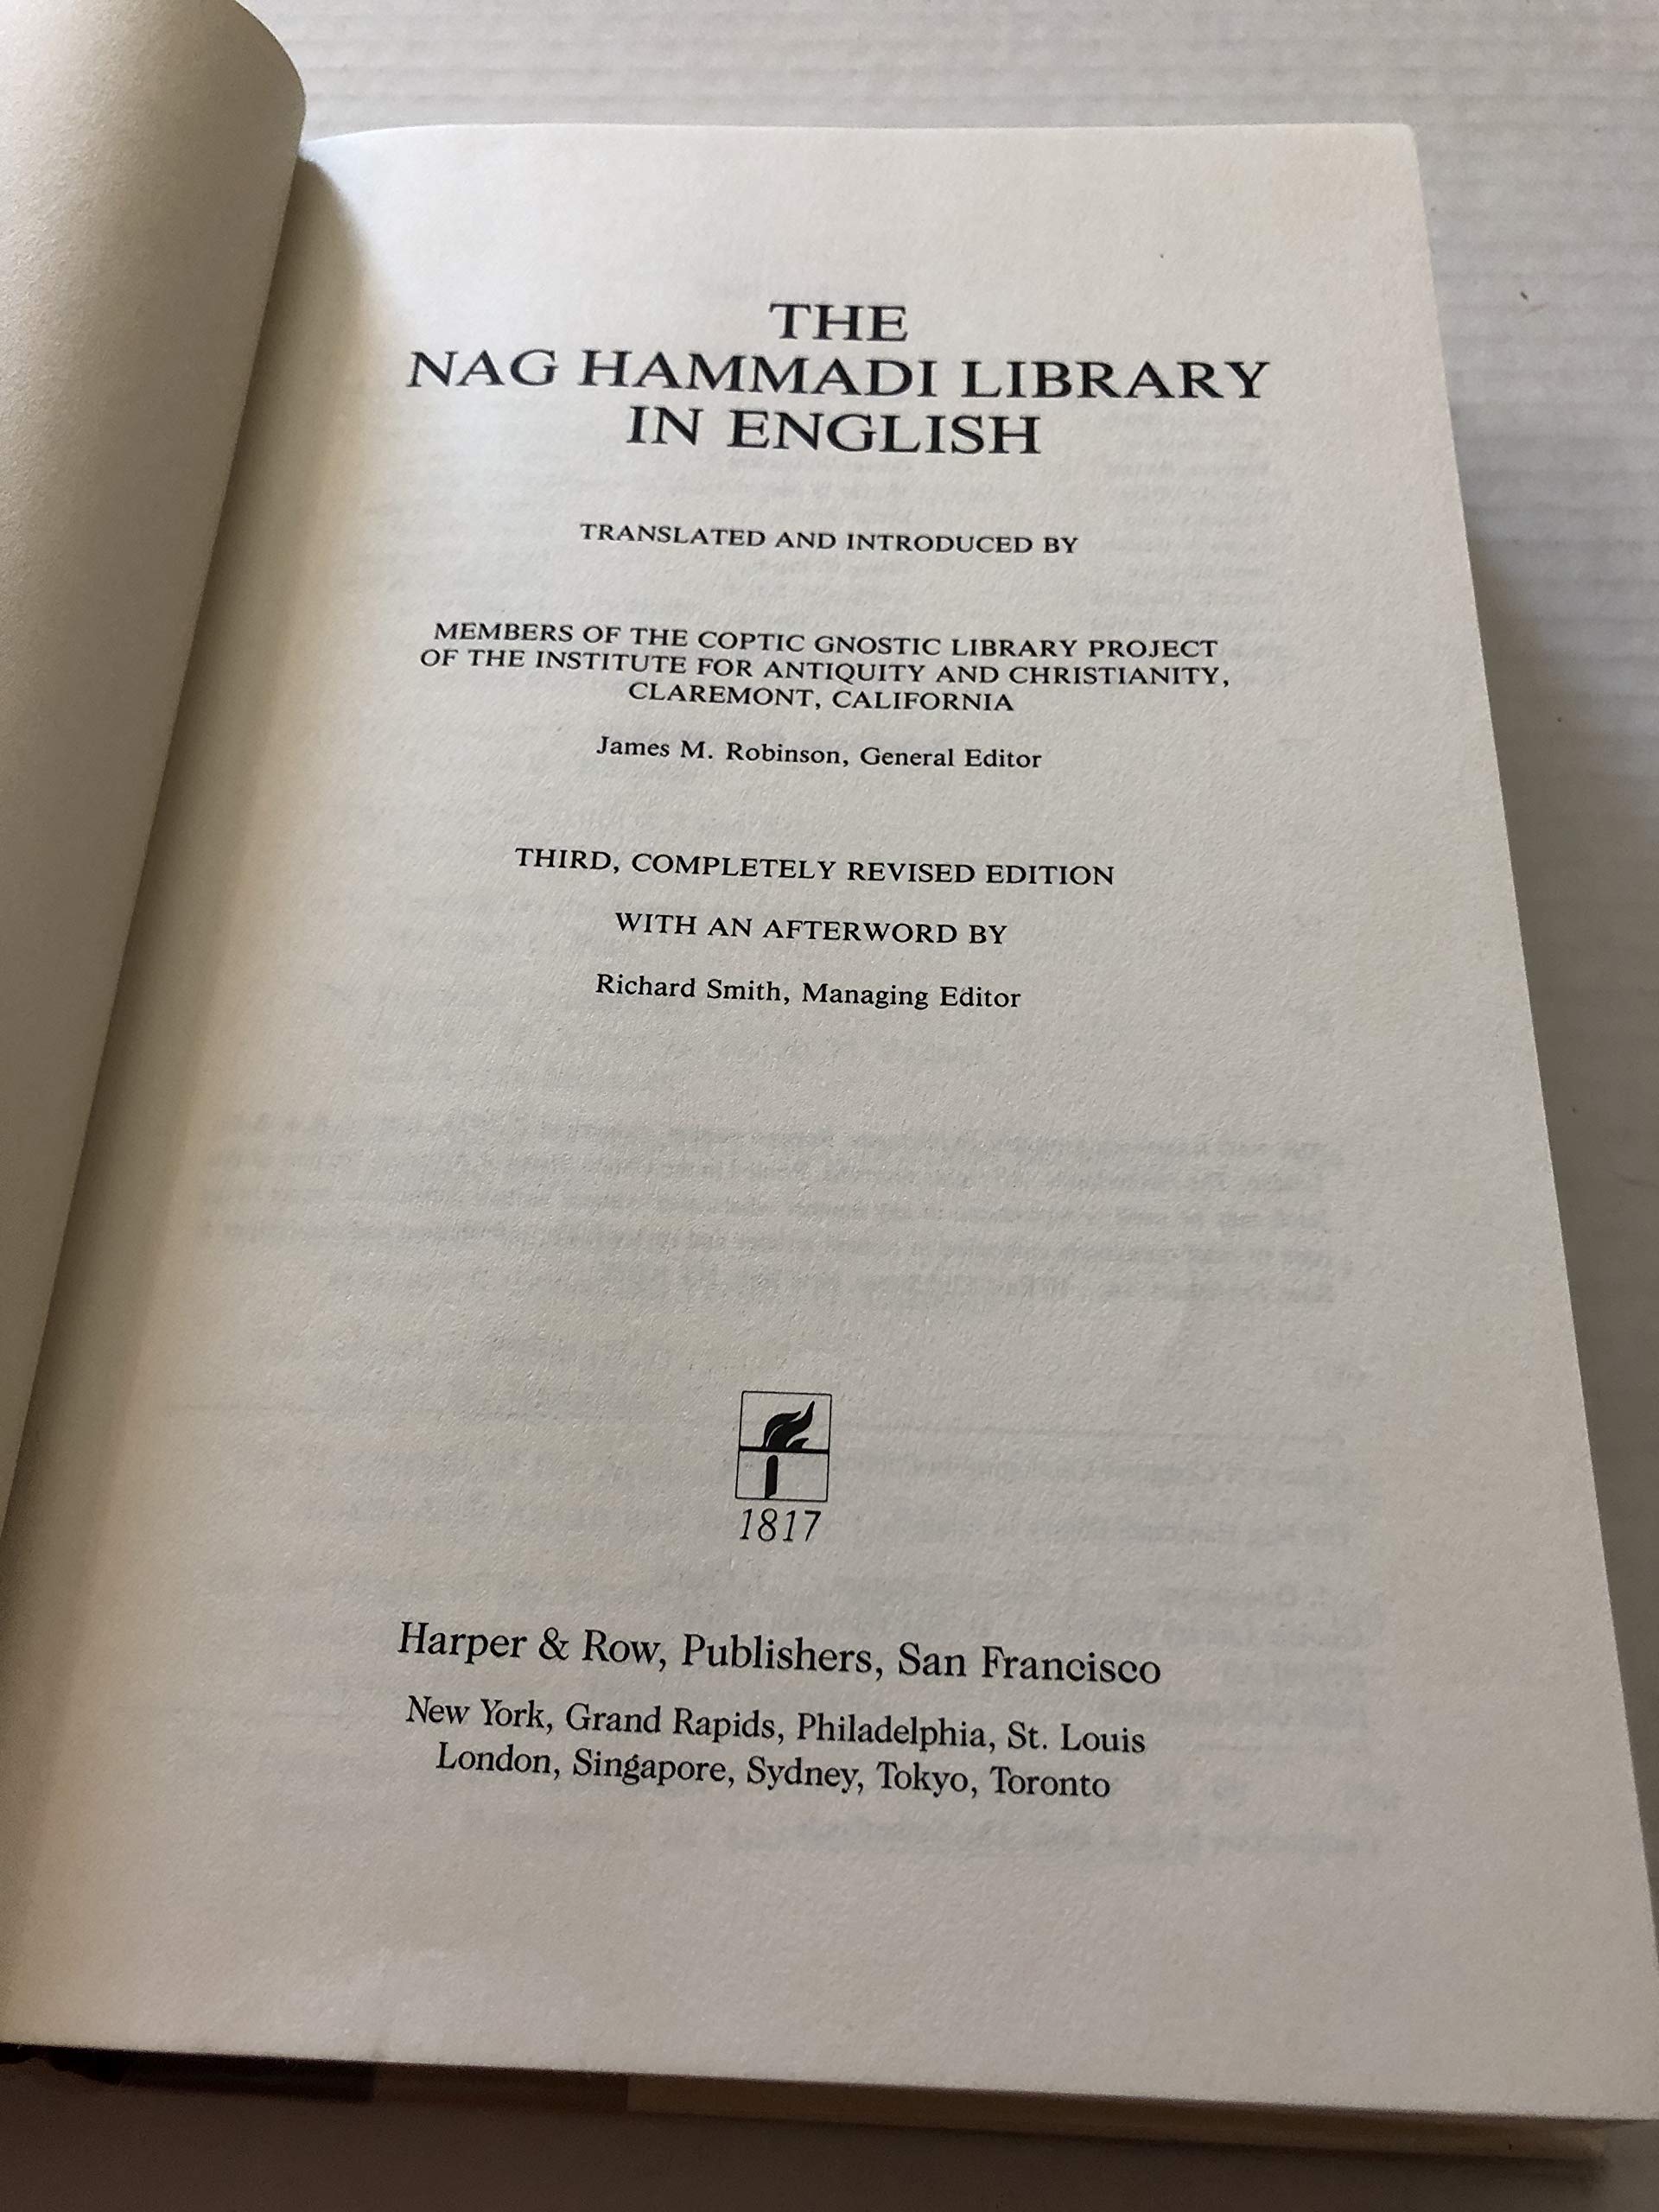 THE
NAG HAMMADI LIBRARY
IN ENGLISH
TRANSLATED AND INTRODUCED BY
MEMBERS OF THE COPTIC GNOSTIC LIBRARY PROJECT
OF THE INSTITUTE FOR ANTIQUITY AND CHRISTIANITY,
CLAREMONT, CALIFORNIA
James M. Robinson, General Editor
THIRD, COMPLETELY REVISED EDITION
WITH AN AFTERWORD BY
Richard Smith, Managing Editor
1817
Harper & Row, Publishers, San Francisco
New York, Grand Rapids, Philadelphia, St. Louis
London, Singapore, Sydney, Tokyo, Toronto